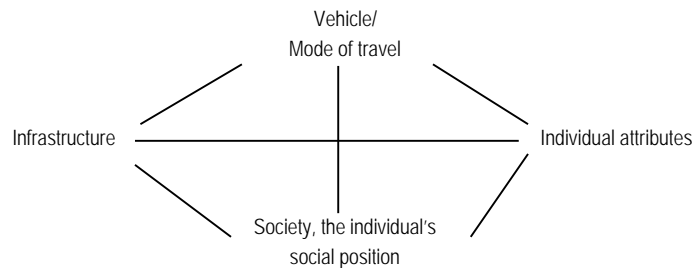 Vehicle/
Mode of travel
Infrastructure
Individual attributes
Society, the individual's
social position